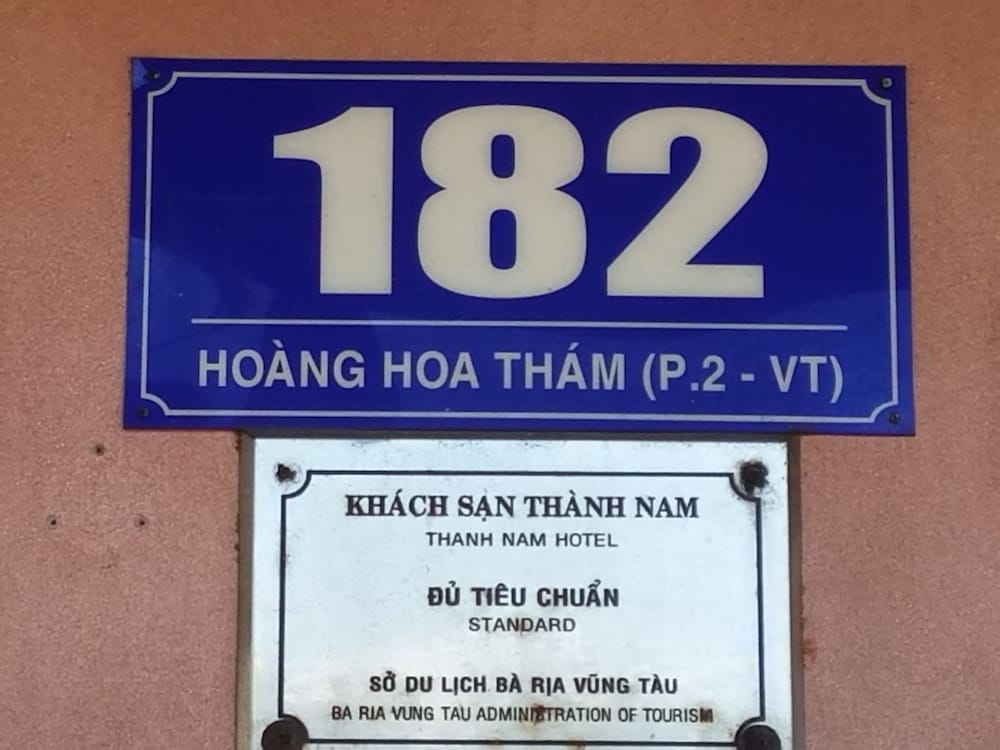 182
HOÀNG HOA THÁM (P.2 - VT)
KHÁCH SẠN THÀNH NAM
THANH NAM HOTEL
ĐỦ TIÊU CHUẨN
STANDARD
SỞ DU LỊCH BÀ RỊA VŨNG TÀU
BA RIA VUNG TAU ADMINISTRATION OF TOURISM